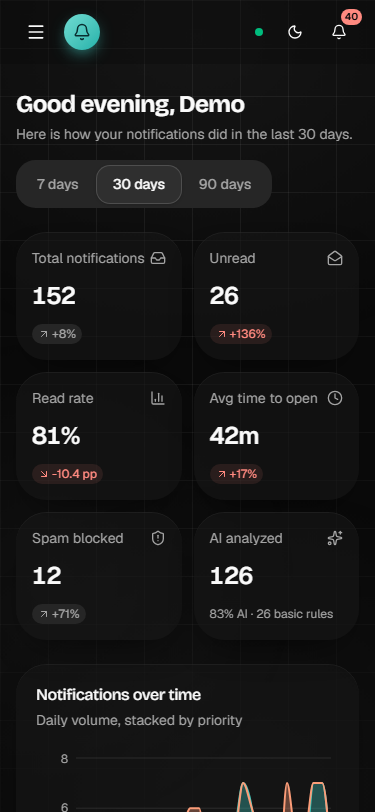 40
Good evening, Demo
Here is how your notifications did in the last 30 days.
7 days 30 days 90 days
Total notifications
152
+8%
Unread
26
+136%
Read rate
81%
-10.4 pp
Avg time to open
42m
+17%
Spam blocked
12
+71%
AI analyzed
126
83% AI · 26 basic rules
Notifications over time
Daily volume, stacked by priority
8
6